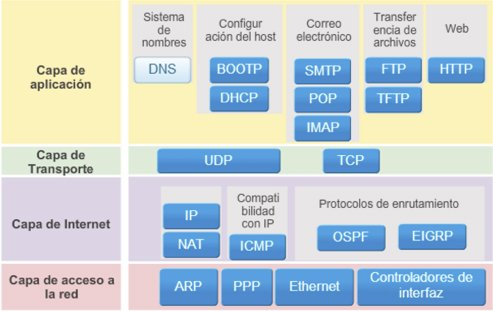 Sistema
de
nombres
Configur
ación del host
Correo
electrónico
Transfer
encia de
archivos
Web
Capa de
aplicación
DNS
BOOTP
DHCP
SMTP
POP
IMAP
FTP
TFTP
HTTP
Capa de
Transporte
UDP
TCP
Capa de Internet
IP
NAT
Compati
bilidad
con IP
ICMP
Protocolos de enrutamiento
OSPF
EIGRP
Capa de acceso a
la red
ARP
PPP
Ethernet
Controladores de
interfaz